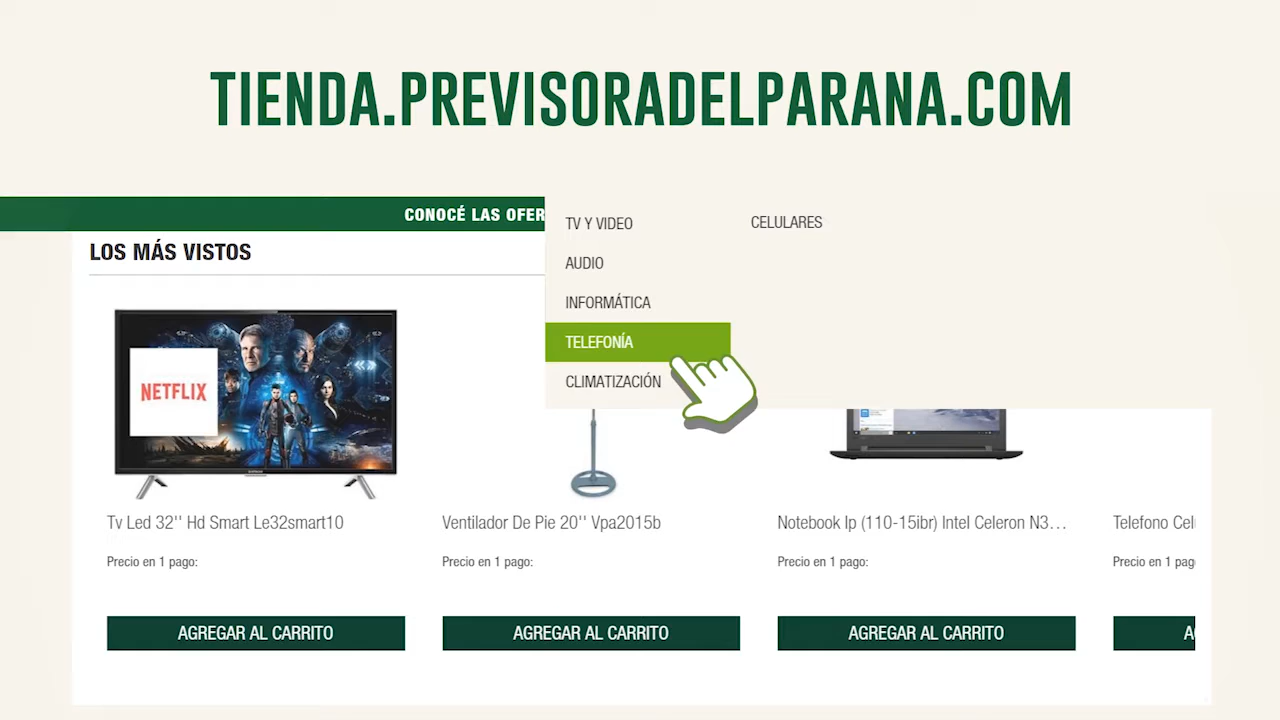 TIENDA.PREVISORADELPARANA.COM
CONOCÉ LAS OFER
LOS MÁS VISTOS
TV Y VIDEO
CELULARES
AUDIO
INFORMÁTICA
TELEFONÍA
CLIMATIZACIÓN
NETFLIX
Tv Led 32'' Hd Smart Le32smart10
Precio en 1 pago:
AGREGAR AL CARRITO
Ventilador De Pie 20'' Vpa2015b
Precio en 1 pago:
AGREGAR AL CARRITO
Notebook Ip (110-15ibr) Intel Celeron N3...
Precio en 1 pago:
AGREGAR AL CARRITO
Telefono Cel
Precio en 1 pag
A